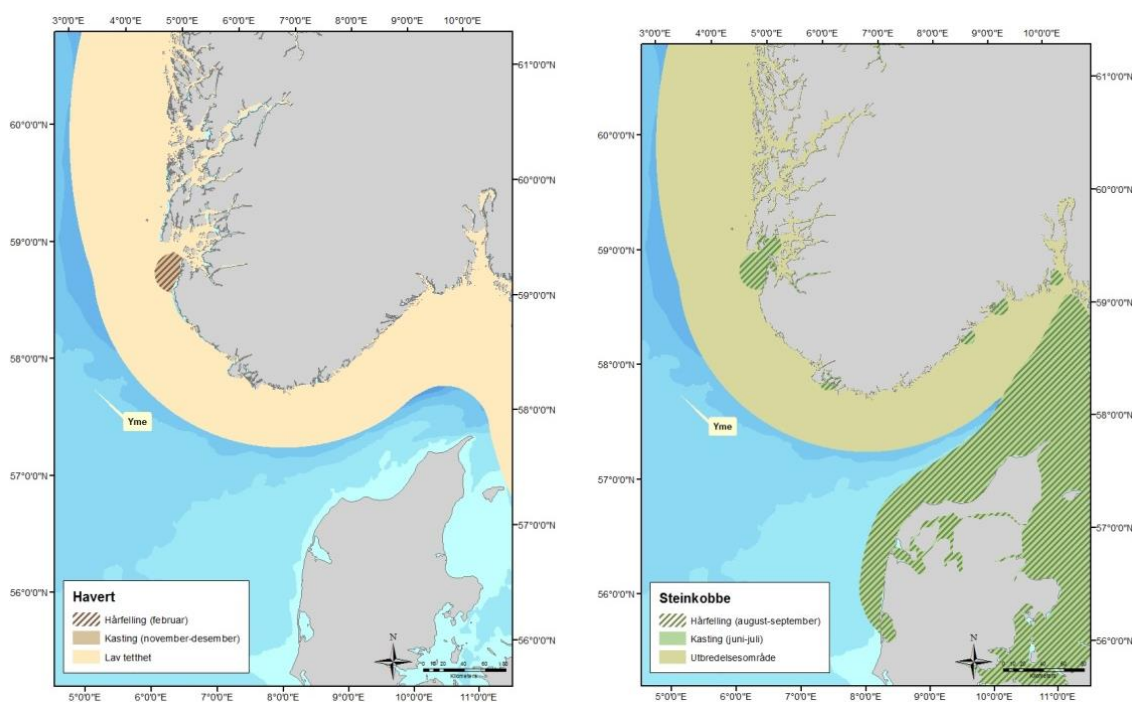 3°0'0"E 4°0'0"E 5°0'0"E 6°0'0"E 7°0'0"E 8°0'0"E 9°0'0"E 10°0'0"E
61°0'0"N
60°0'0"N
60°0'0"N
59°0'0"N
59°0'0"N
58°0'0"N
58°0'0"N
Yme
57°0'0"N
57°0'0"N
56°0'0"N
56°0'0"N
Havert
Hårfelling (februar)
Kasting (november-desember)
Lav tetthet
N
Kilometers
5°0'0"E 6°0'0"E 7°0'0"E 8°0'0"E 9°0'0"E 10°0'0"E 11°0'0"E
3°0'0"E 4°0'0"E 5°0'0"E 6°0'0"E 7°0'0"E 8°0'0"E 9°0'0"E 10°0'0"E
61°0'0"N
60°0'0"N
60°0'0"N
59°0'0"N
59°0'0"N
58°0'0"N
58°0'0"N
Yme
57°0'0"N
57°0'0"N
56°0'0"N
56°0'0"N
Steinkobbe
Hårfelling (august-september)
Kasting (juni-juli)
Utbredelsesområde
N
Kilometers
5°0'0"E 6°0'0"E 7°0'0"E 8°0'0"E 9°0'0"E 10°0'0"E 11°0'0"E